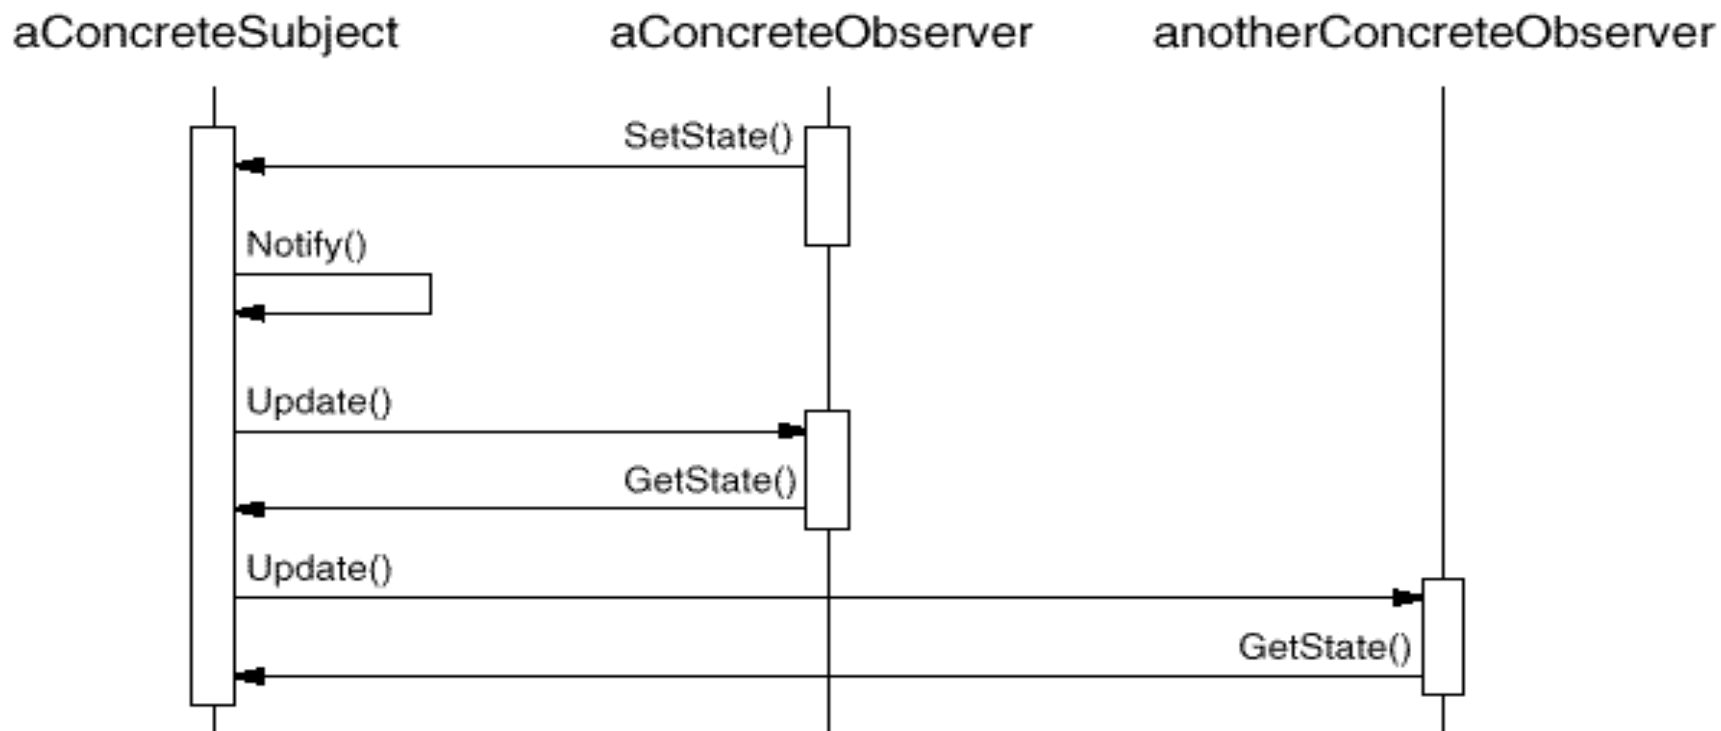 aConcreteSubject aConcreteObserver anotherConcreteObserver
SetState()
Notify()
Update()
GetState()
Update()
GetState()